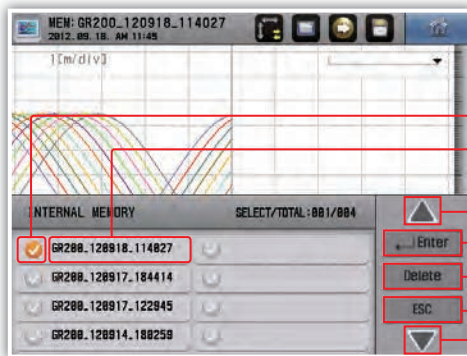 MEM: GR200_120918_114027
2012. 09. 18. AM 11:45
1[m/div]
INTERNAL MEMORY
SELECT/TOTAL:001/004
GR200_120918_114027
GR200_120917_184414
GR200_120917_122945
GR200_120914_180259
Enter
Delete
ESC